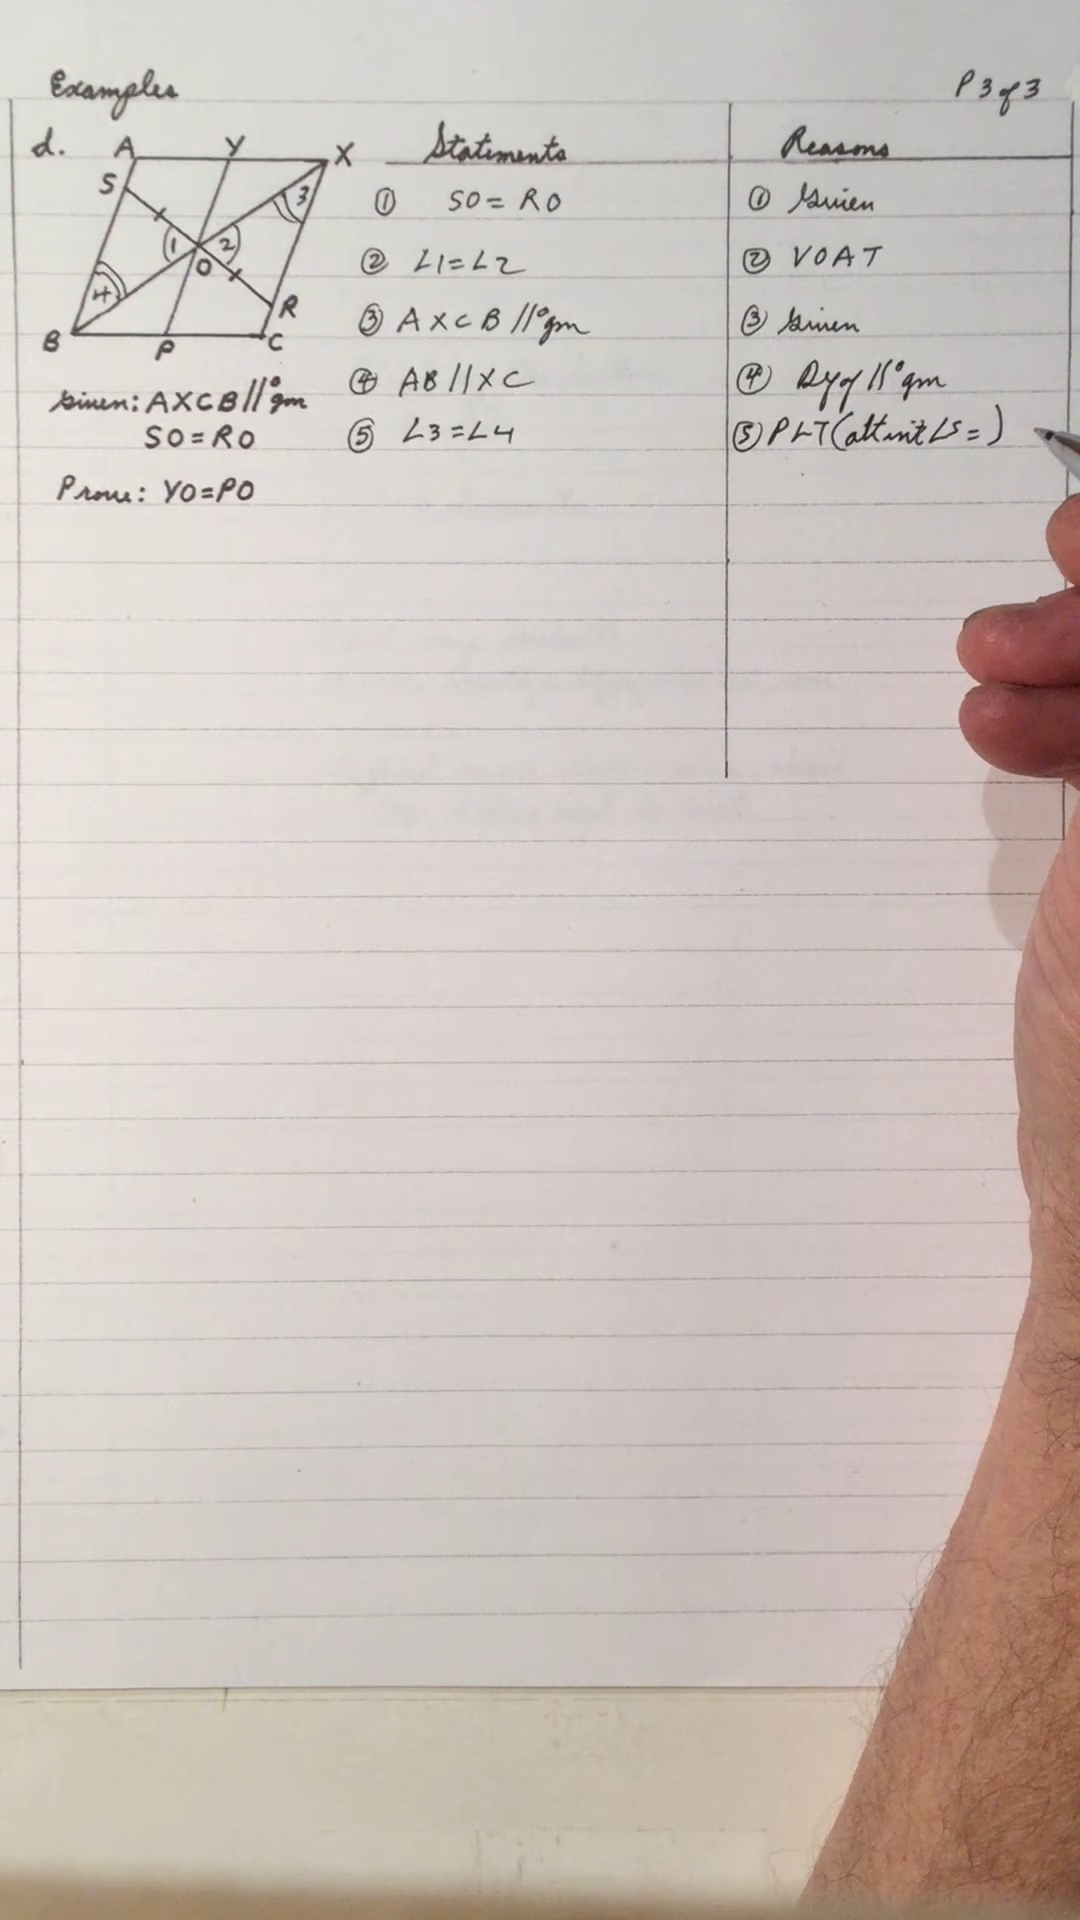 Examples
P 3 of 3
d.
A Y X
S
3
1 2
O
4
R
B P C
Given: AXCB //°gm
SO = RO
Prove: YO = PO
Statements
① SO = RO
② ∠1 = ∠2
③ AXCB //°gm
④ AB // XC
⑤ ∠3 = ∠4
Reasons
① Given
② VOAT
③ Given
④ Dy of //°gm
⑤ PLT (alt int ∠s = )